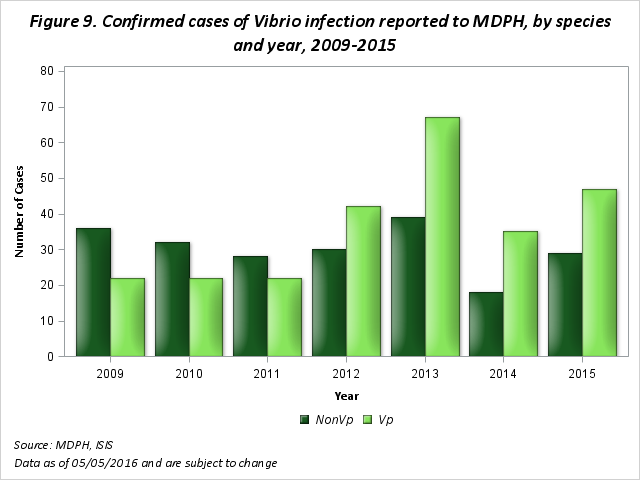 Figure 9. Confirmed cases of Vibrio infection reported to MDPH, by species
and year, 2009-2015
Number of Cases
80
70
60
50
40
30
20
10
0
2009 2010 2011 2012 2013 2014 2015
Year
NonVp Vp
Source: MDPH, ISIS
Data as of 05/05/2016 and are subject to change